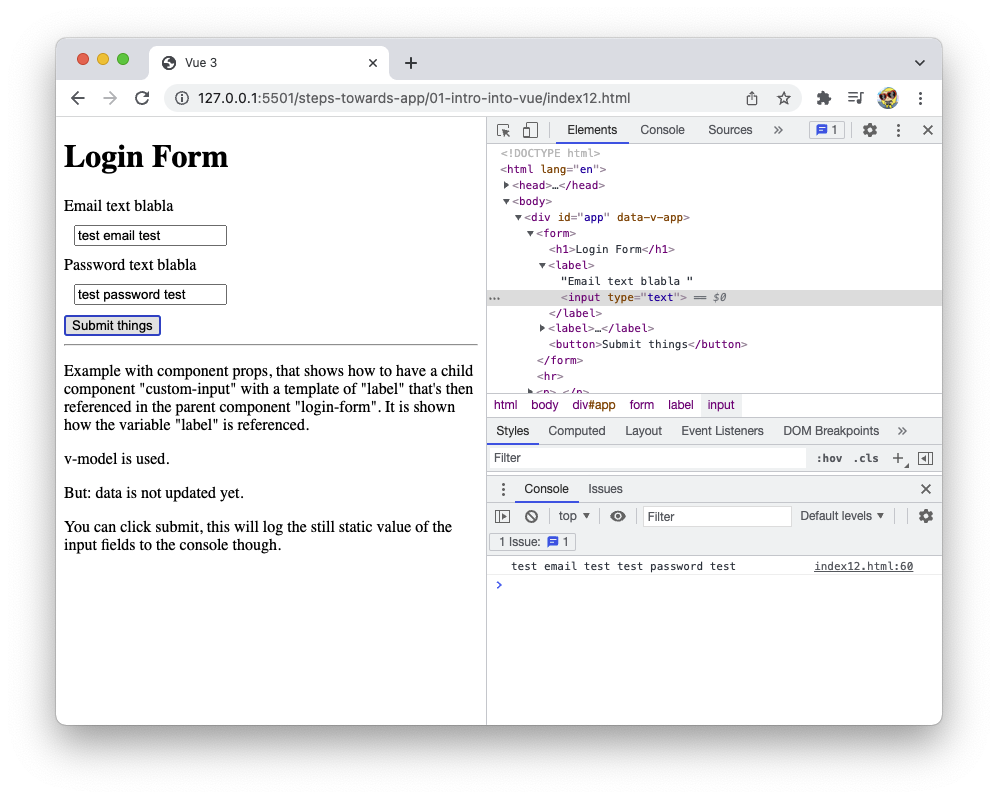 Vue 3
127.0.0.1:5501/steps-towards-app/01-intro-into-vue/index12.html
Login Form
Email text blabla
test email test
Password text blabla
test password test
Submit things
Example with component props, that shows how to have a child
component "custom-input" with a template of "label" that's then
referenced in the parent component "login-form". It is shown
how the variable "label" is referenced.
v-model is used.
But: data is not updated yet.
You can click submit, this will log the still static value of the
input fields to the console though.
Elements Console Sources » 1
<!DOCTYPE html>
<html lang="en">
<head>…</head>
<body>
<div id="app" data-v-app>
<form>
<h1>Login Form</h1>
<label>
"Email text blabla "
<input type="text"> == $0
</label>
<label>…</label>
<button>Submit things</button>
</form>
<hr>
<p>…</p>
html body div#app form label input
Styles Computed Layout Event Listeners DOM Breakpoints »
Filter :hov .cls +
Console Issues
top Filter Default levels
1 Issue: 1
test email test test password test index12.html:60
>